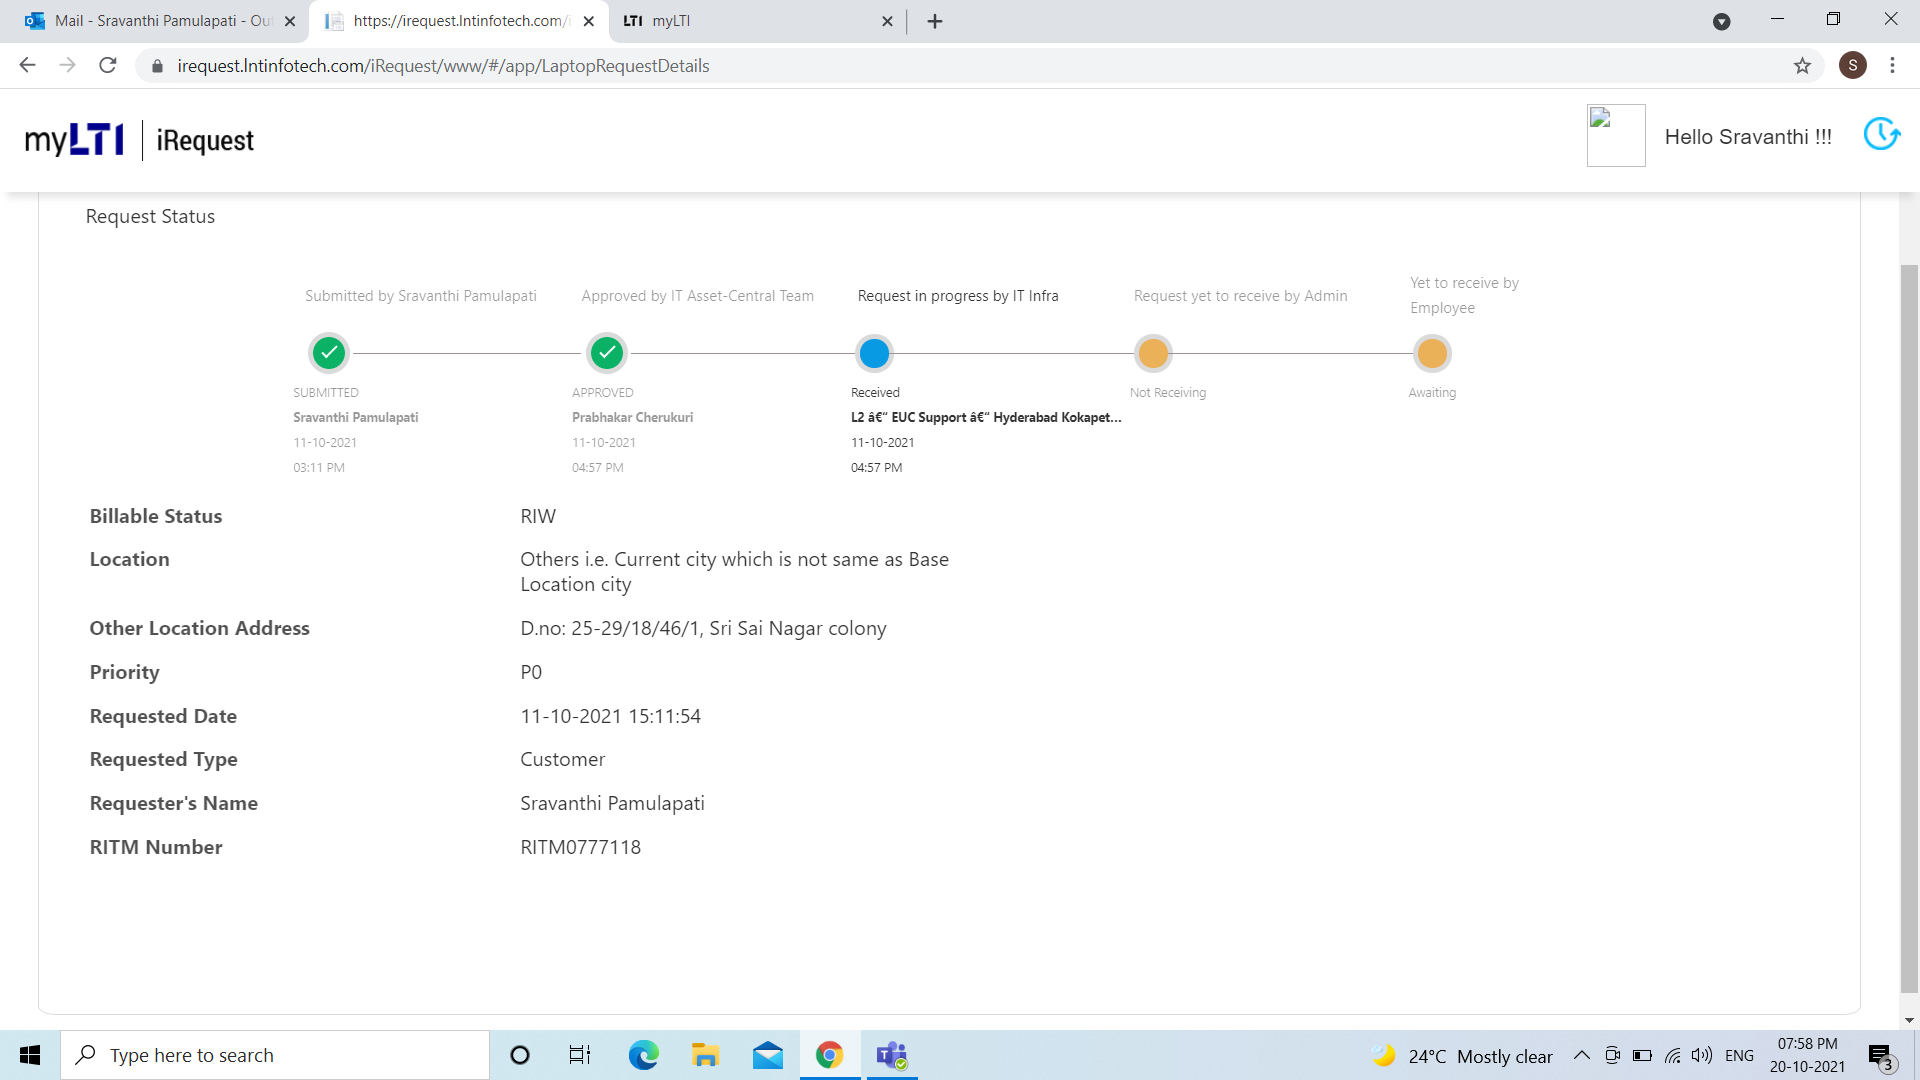 Mail - Sravanthi Pamulapati - Out
https://irequest.lntinfotech.com/i
LTI myLTI
irequest.lntinfotech.com/iRequest/www/#/app/LaptopRequestDetails
S
myLTI | iRequest
Hello Sravanthi !!!
Request Status
Submitted by Sravanthi Pamulapati
Approved by IT Asset-Central Team
Request in progress by IT Infra
Request yet to receive by Admin
Yet to receive by
Employee
SUBMITTED
Sravanthi Pamulapati
11-10-2021
03:11 PM
APPROVED
Prabhakar Cherukuri
11-10-2021
04:57 PM
Received
L2 â€“ EUC Support â€“ Hyderabad Kokapet...
11-10-2021
04:57 PM
Not Receiving
Awaiting
Billable Status RIW
Location Others i.e. Current city which is not same as Base
Location city
Other Location Address D.no: 25-29/18/46/1, Sri Sai Nagar colony
Priority P0
Requested Date 11-10-2021 15:11:54
Requested Type Customer
Requester's Name Sravanthi Pamulapati
RITM Number RITM0777118
Type here to search
24°C Mostly clear
ENG
07:58 PM
20-10-2021
3